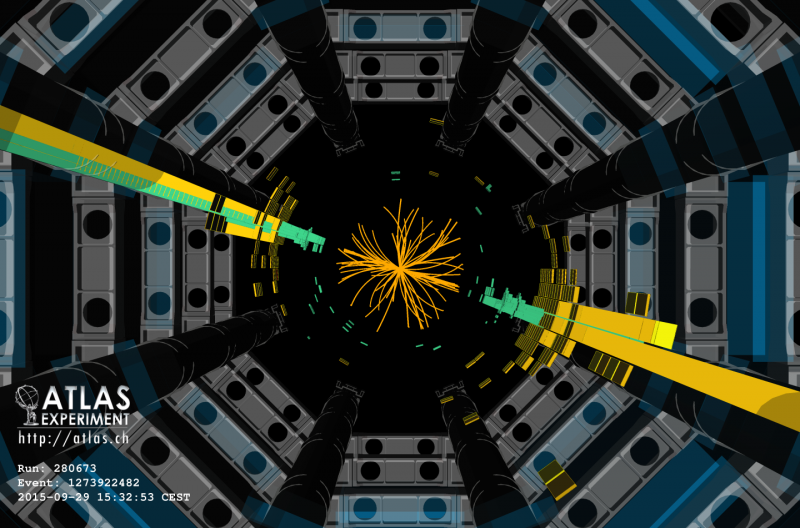 ATLAS
EXPERIMENT
http://atlas.ch
Run: 280673
Event: 1273922482
2015-09-29 15:32:53 CEST